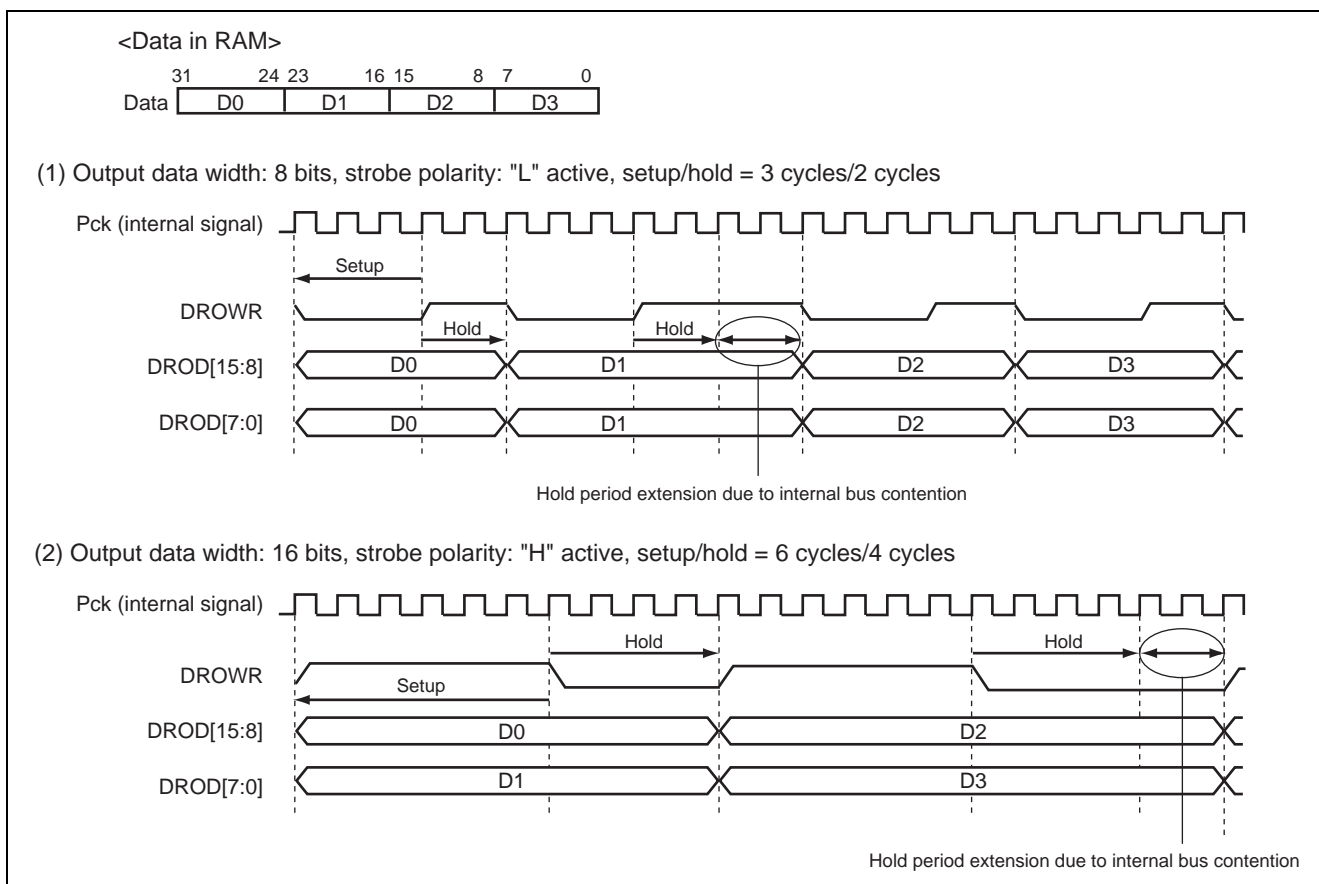 <Data in RAM>
31 24 23 16 15 8 7 0
Data D0 D1 D2 D3
(1) Output data width: 8 bits, strobe polarity: "L" active, setup/hold = 3 cycles/2 cycles
Pck (internal signal)
Setup
DROWR
Hold Hold
DROD[15:8] D0 D1 D2 D3
DROD[7:0] D0 D1 D2 D3
Hold period extension due to internal bus contention
(2) Output data width: 16 bits, strobe polarity: "H" active, setup/hold = 6 cycles/4 cycles
Pck (internal signal)
Hold Hold
DROWR
Setup
DROD[15:8] D0 D2
DROD[7:0] D1 D3
Hold period extension due to internal bus contention